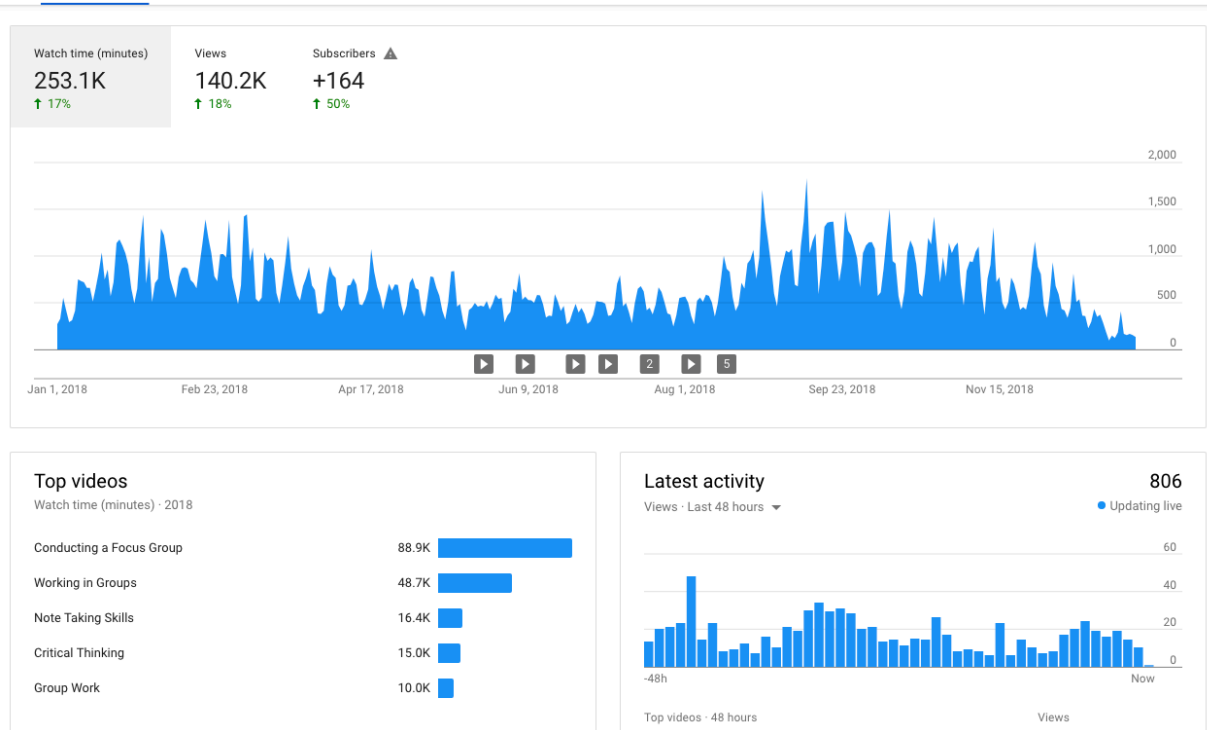 Watch time (minutes)
253.1K
17%
Views
140.2K
18%
Subscribers
+164
50%
2,000
1,500
1,000
500
0
2
5
Jan 1, 2018
Feb 23, 2018
Apr 17, 2018
Jun 9, 2018
Aug 1, 2018
Sep 23, 2018
Nov 15, 2018
Top videos
Watch time (minutes) · 2018
Conducting a Focus Group 88.9K
Working in Groups 48.7K
Note Taking Skills 16.4K
Critical Thinking 15.0K
Group Work 10.0K
Latest activity 806
Views · Last 48 hours Updating live
60
40
20
0
-48h Now
Top videos · 48 hours Views